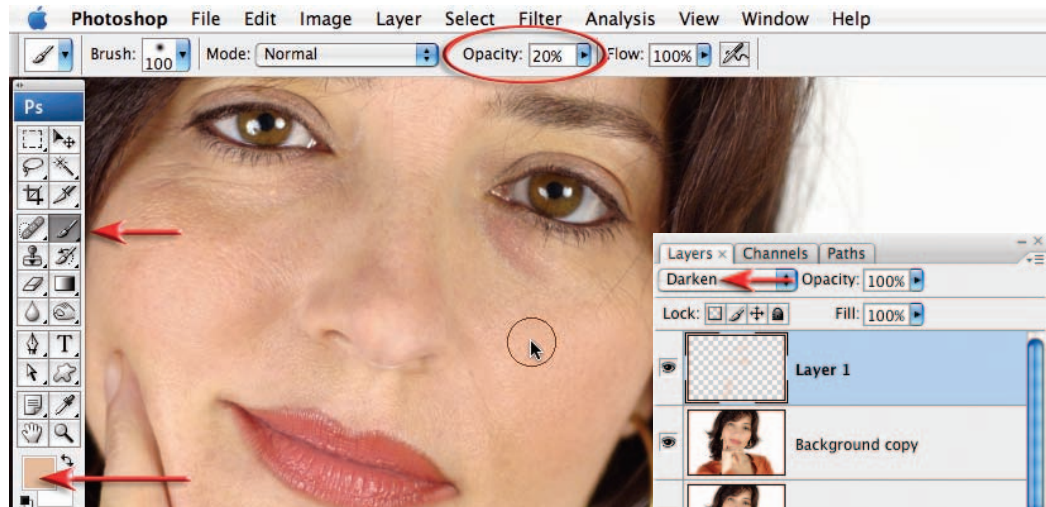 Photoshop File Edit Image Layer Select Filter Analysis View Window Help
Brush: 100 Mode: Normal Opacity: 20% Flow: 100%
Ps
T
Layers × Channels Paths
Darken Opacity: 100%
Lock: Fill: 100%
Layer 1
Background copy